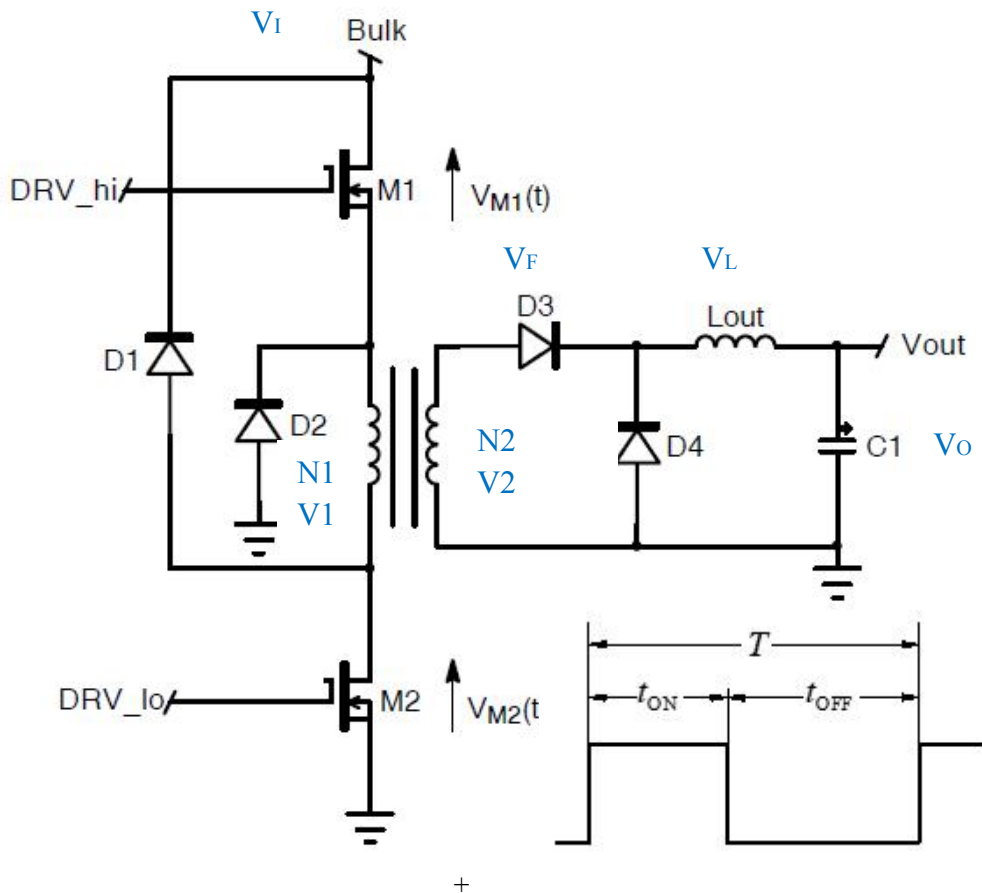 VI
Bulk
DRV_hi
M1
VM1(t)
VF
VL
D3
Lout
Vout
D1
D2
N1
V1
N2
V2
D4
C1
VO
DRV_lo
M2
VM2(t
T
tON
tOFF
+